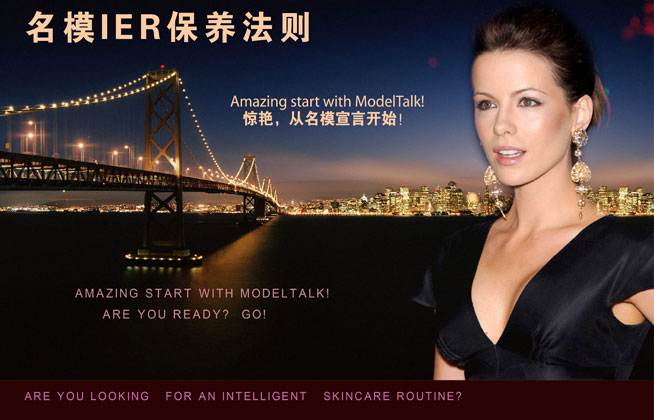 名模IER保养法则
Amazing start with ModelTalk!
惊艳，从名模宣言开始！
AMAZING START WITH MODELTALK!
ARE YOU READY? GO!
ARE YOU LOOKING FOR AN INTELLIGENT SKINCARE ROUTINE?